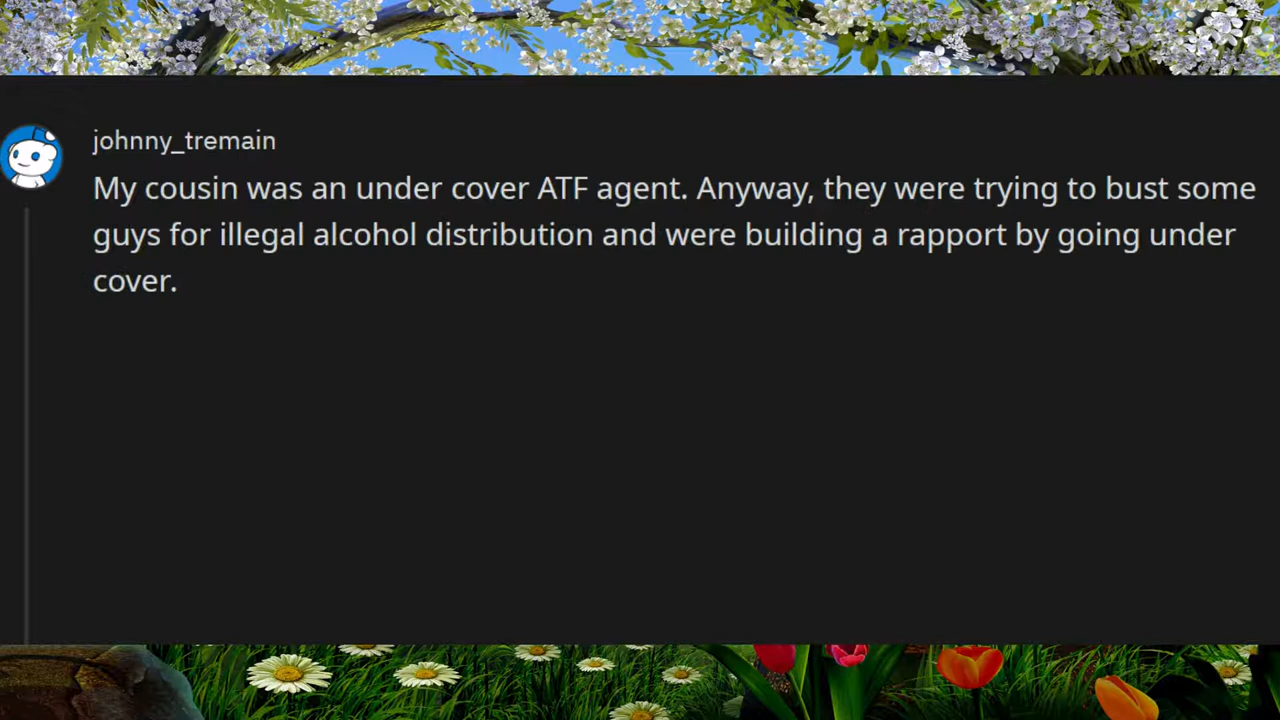 johnny_tremain
My cousin was an under cover ATF agent. Anyway, they were trying to bust some
guys for illegal alcohol distribution and were building a rapport by going under
cover.